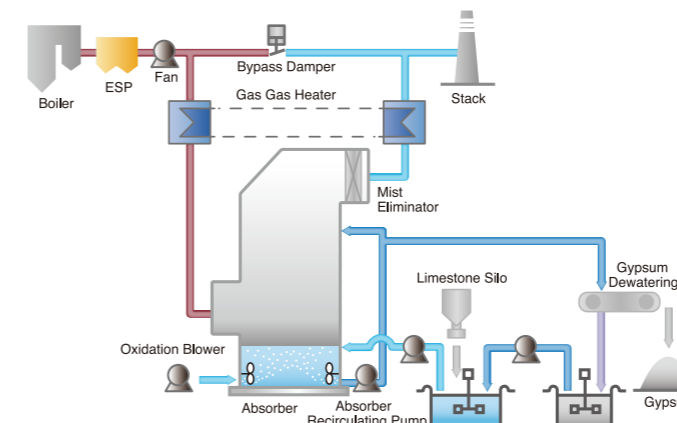 Boiler
ESP
Fan
Bypass Damper
Stack
Gas Gas Heater
Mist
Eliminator
Limestone Silo
Gypsum
Dewatering
Oxidation Blower
Absorber
Absorber
Recirculating Pump